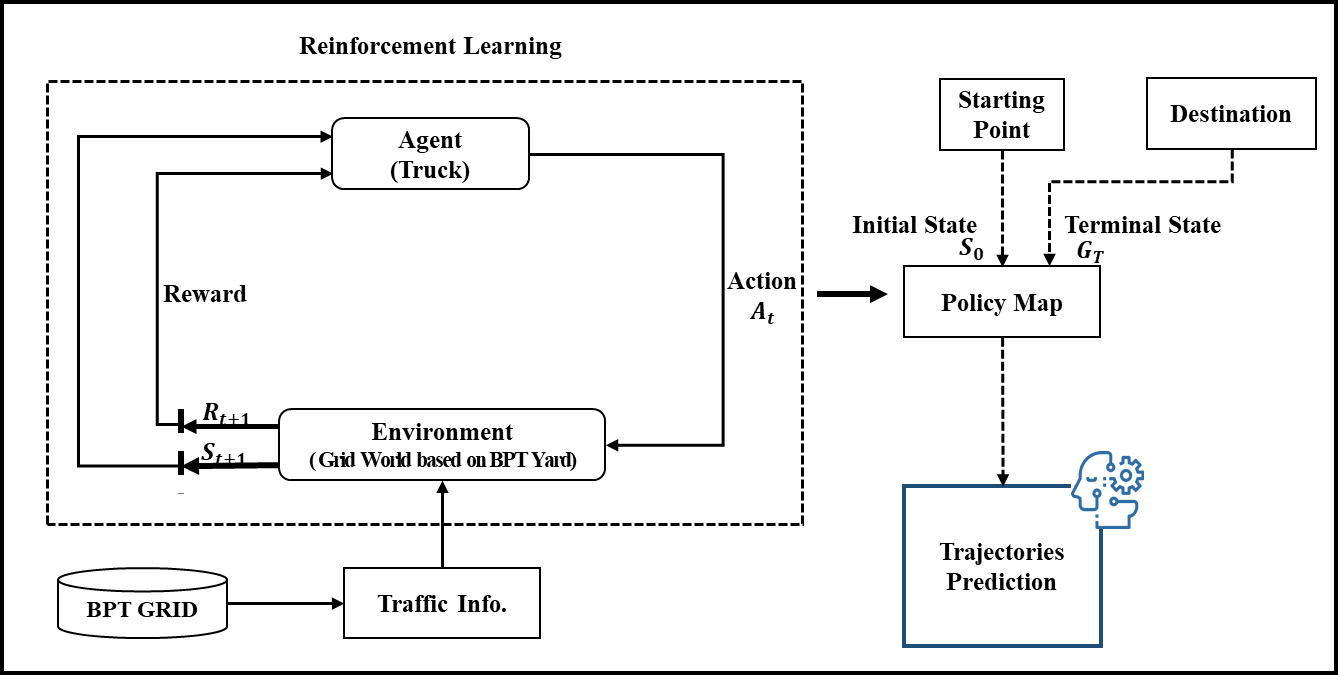 Reinforcement Learning
Agent
(Truck)
Starting
Point
Destination
Initial State
S₀
Terminal State
G_T
Reward
Action
A_t
Policy Map
R_{t+1}
S_{t+1}
Environment
( Grid World based on BPT Yard)
BPT GRID
Traffic Info.
Trajectories
Prediction